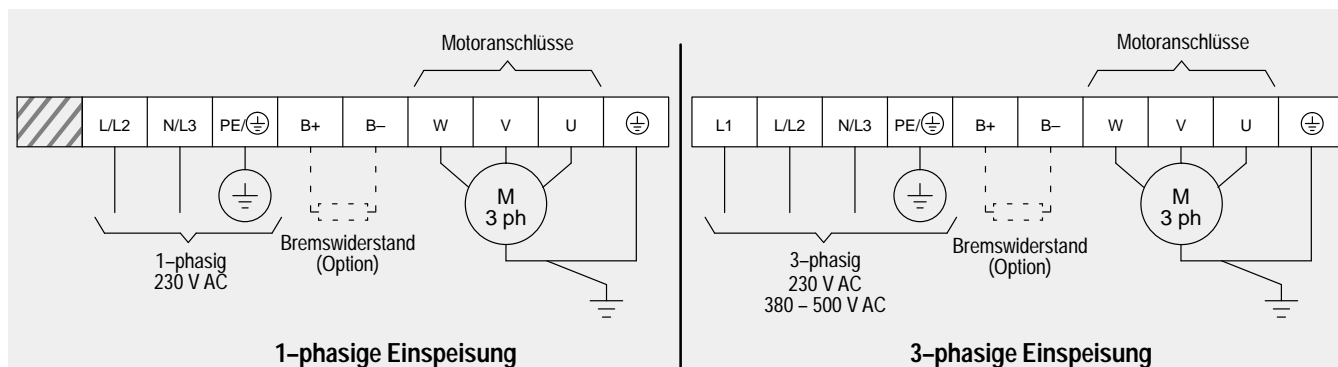 Motoranschlüsse
L/L2 N/L3 PE/ B+ B– W V U
M
3 ph
Bremswiderstand
(Option)
1–phasig
230 V AC
1–phasige Einspeisung
Motoranschlüsse
L1 L/L2 N/L3 PE/ B+ B– W V U
M
3 ph
Bremswiderstand
(Option)
3–phasig
230 V AC
380 – 500 V AC
3–phasige Einspeisung